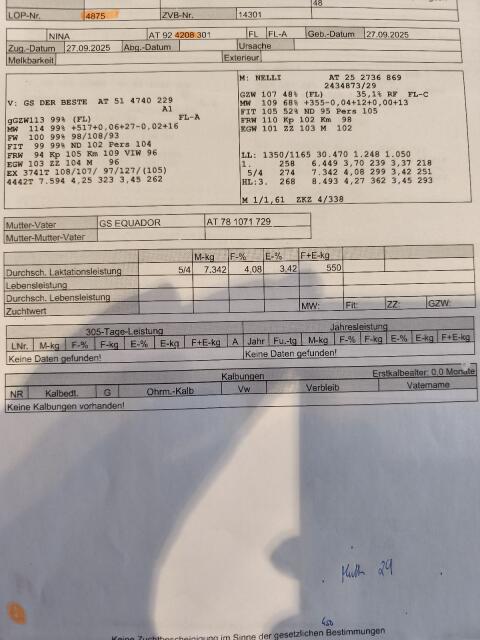 48
LOP-Nr. 4875 ZVB-Nr. 14301
NINA AT 92 4208 301 FL FL-A Geb.-Datum 27.09.2025
Zug.-Datum 27.09.2025 Abg.-Datum Ursache
Melkbarkeit Exterieur
V: GS DER BESTE AT 51 4740 229
A1
gGZW113 99% (FL) FL-A
MW 114 99% +517+0,06+27-0,02+16
FW 100 99% 98/108/93
FIT 99 99% ND 102 Pers 104
FRW 94 Kp 105 Km 109 VIW 96
EGW 103 ZZ 104 M 96
EX 3741T 108/107/ 97/127/(105)
4442T 7.594 4,25 323 3,45 262
M: NELLI AT 25 2736 869
2434873/29
GZW 107 48% (FL) 35,1% RF FL-C
MW 109 68% +355-0,04+12+0,00+13
FIT 105 52% ND 95 Pers 105
FRW 110 Kp 102 Km 98
EGW 101 ZZ 103 M 102
LL: 1350/1165 30.470 1.248 1.050
1. 258 6.449 3,70 239 3,37 218
5/4 274 7.342 4,08 299 3,42 251
HL:3. 268 8.493 4,27 362 3,45 293
M 1/1,61 ZKZ 4/338
Mutter-Vater GS EQUADOR AT 78 1071 729
Mutter-Mutter-Vater
M-kg F-% E-% F+E-kg
Durchsch. Laktationsleistung 5/4 7.342 4,08 3,42 550
Lebensleistung
Durchsch. Lebensleistung
Zuchtwert MW: Fit: ZZ: GZW:
305-Tage-Leistung Jahresleistung
LNr. M-kg F-% F-kg E-% E-kg F+E-kg A Jahr Fu.-tg M-kg F-% F-kg E-% E-kg F+E-kg
Keine Daten gefunden! Keine Daten gefunden!
Kalbungen Erstkalbealter: 0,0 Monate
NR Kalbedt. G Ohrm.-Kalb Vw Verbleib Vatername
Keine Kalbungen vorhanden!
29
Keine Zuchtbescheinigung im Sinne der gesetzlichen Bestimmungen